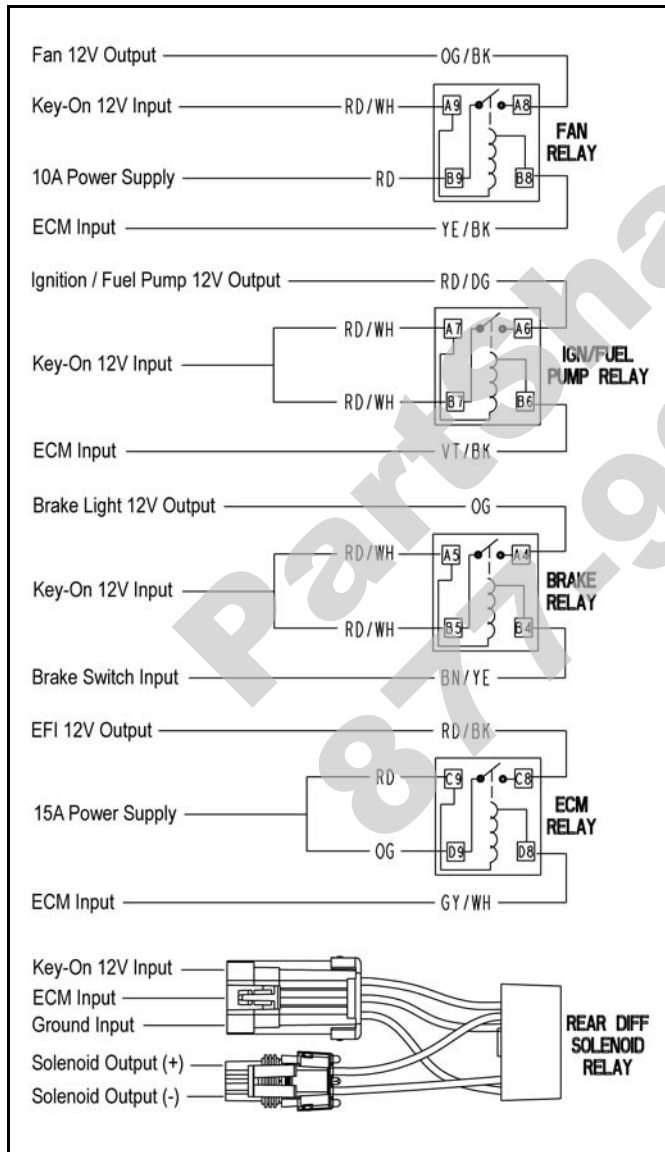 Fan 12V Output OG/BK
Key-On 12V Input RD/WH A9 A8
FAN
RELAY
10A Power Supply RD B9 B8
ECM Input YE/BK
Ignition / Fuel Pump 12V Output RD/DG
RD/WH A7 A6
IGN/FUEL
PUMP RELAY
Key-On 12V Input
RD/WH B7 B6
ECM Input VT/BK
Brake Light 12V Output OG
RD/WH A5 A4
BRAKE
RELAY
Key-On 12V Input
RD/WH B5 B4
Brake Switch Input BN/YE
EFI 12V Output RD/BK
RD C9 C8
ECM
RELAY
15A Power Supply
OG D9 D8
ECM Input GY/WH
Key-On 12V Input
ECM Input
Ground Input
Solenoid Output (+)
Solenoid Output (-)
REAR DIFF
SOLENOID
RELAY
PartSha
877-9